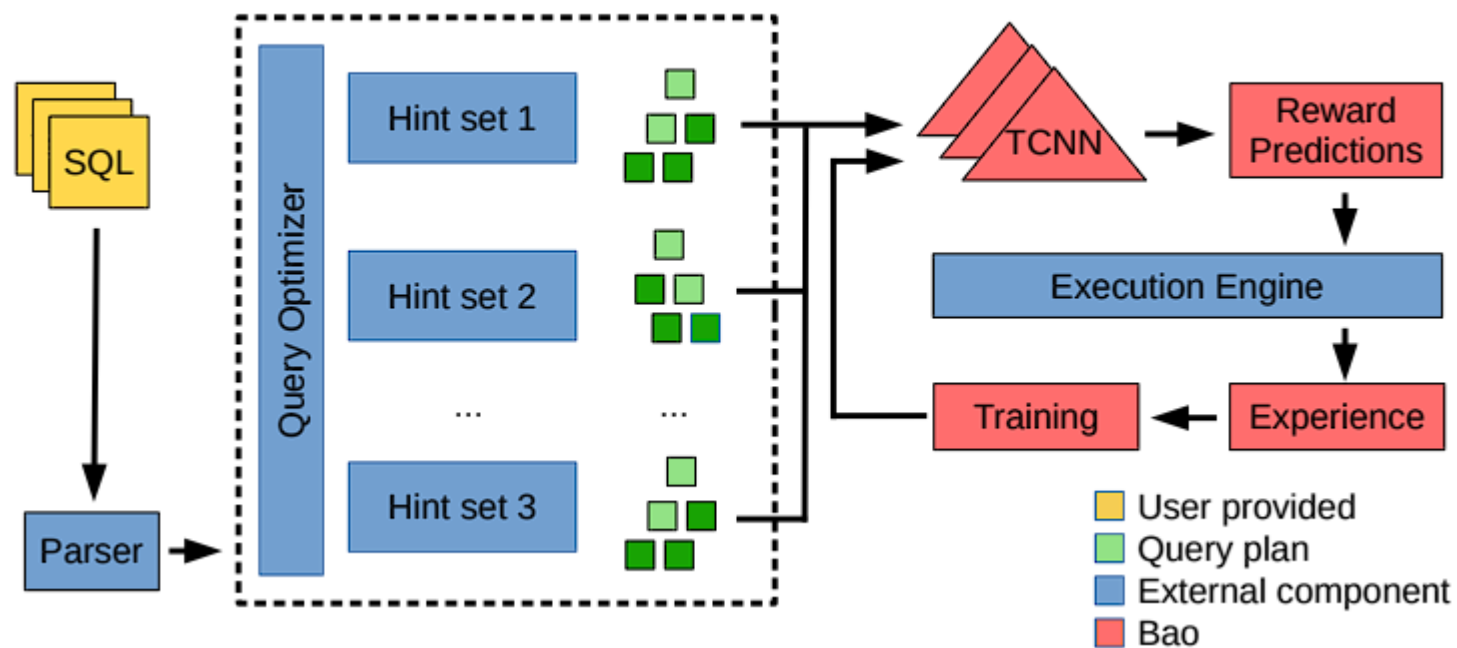 SQL
Parser
Query Optimizer
Hint set 1
Hint set 2
...
...
Hint set 3
TCNN
Reward
Predictions
Execution Engine
Training
Experience
User provided
Query plan
External component
Bao